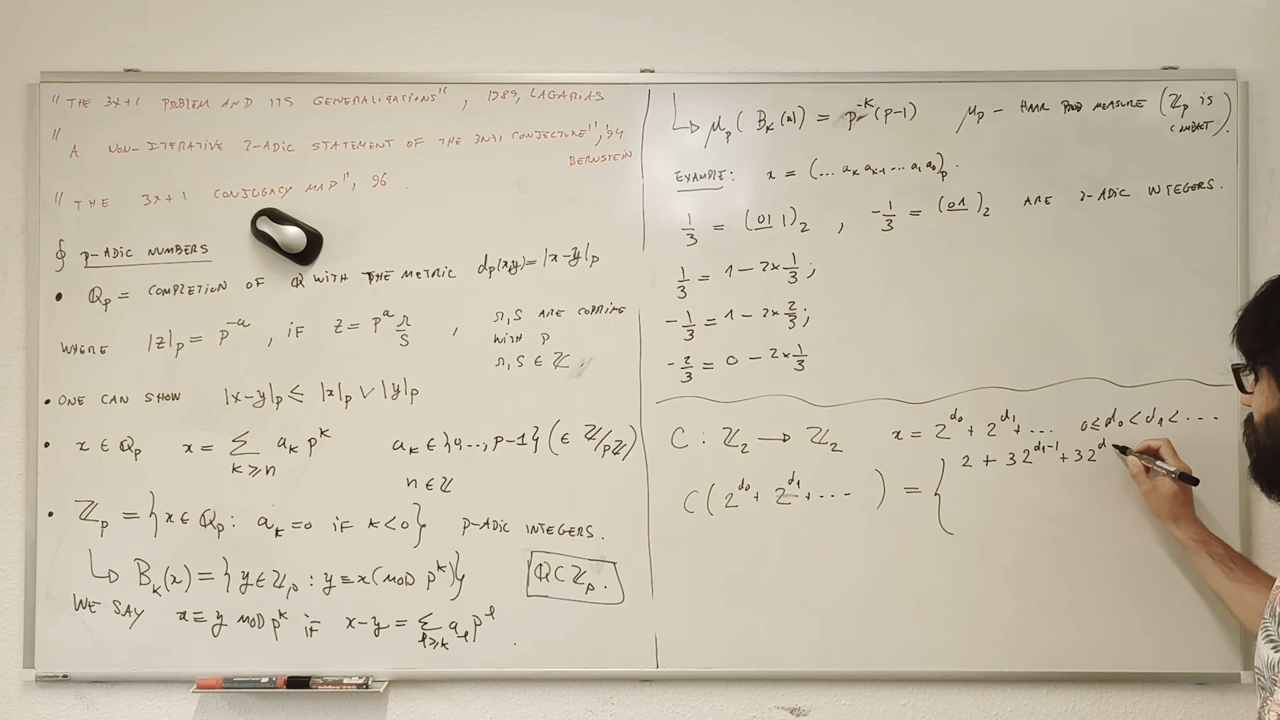 "THE 3x+1 PROBLEM AND ITS GENERALIZATIONS", 1989, LAGARIAS
"A NON-ITERATIVE 2-ADIC STATEMENT OF THE 3N+1 CONJECTURE", '94
BERNSTEIN
"THE 3x+1 CONJUGACY MAP", 96.
§ p-ADIC NUMBERS
• ℚ_p = COMPLETION OF ℚ WITH THE METRIC d_p(x,y)=|x-y|_p
WHERE |z|_p = p^{-a}, IF z = p^a r/s, r,s ARE COPRIME
WITH p
r,s ∈ ℤ.
• ONE CAN SHOW |x-y|_p ≤ |x|_p ∨ |y|_p
• x ∈ ℚ_p x = ∑_{k≥n} a_k p^k a_k ∈ {0,..., p-1} (∈ ℤ/pℤ)
n ∈ ℤ
• ℤ_p = {x ∈ ℚ_p : a_k=0 if k<0} p-ADIC INTEGERS.
↳ B_k(x) = {y ∈ ℤ_p : y ≡ x (MOD p^k)} ℚ⊂ℤ_p.
WE SAY x ≡ y MOD p^k if x-y = ∑_{l≥k} a_l p^l.
↳ μ_p(B_k(x)) = p^{-k}(p-1) μ_p - HAAR PROB MEASURE (ℤ_p is
COMPACT).
EXAMPLE: x = (... a_k a_{k-1} ... a_1 a_0)_p.
1/3 = (01 1)_2, -1/3 = (01)_2 ARE 2-ADIC INTEGERS.
1/3 = 1 - 2×1/3;
-1/3 = 1 - 2×2/3;
-2/3 = 0 - 2×1/3
C : ℤ_2 → ℤ_2 x = 2^{d_0} + 2^{d_1} + ... 0≤d_0<d_1<...
2 + 32^{d_1-1} + 32^d
C(2^{d_0} + 2^{d_1} + ...) = {